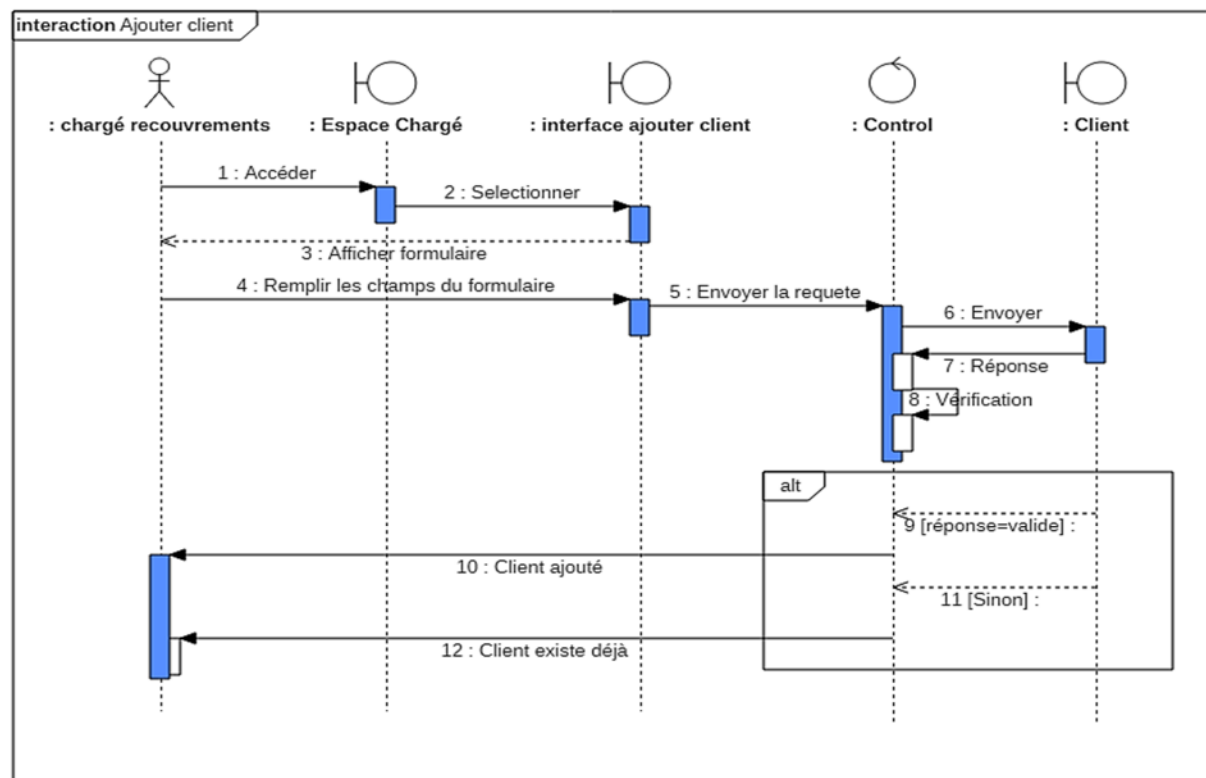 interaction Ajouter client
: chargé recouvrements
: Espace Chargé
: interface ajouter client
: Control
: Client
1 : Accéder
2 : Selectionner
3 : Afficher formulaire
4 : Remplir les champs du formulaire
5 : Envoyer la requete
6 : Envoyer
7 : Réponse
8 : Vérification
alt
9 [réponse=valide] :
10 : Client ajouté
11 [Sinon] :
12 : Client existe déjà